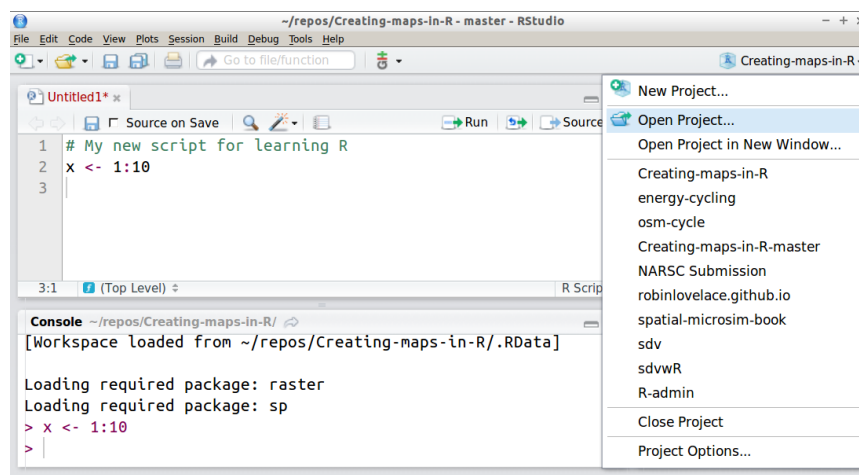 ~/repos/Creating-maps-in-R - master - RStudio
File Edit Code View Plots Session Build Debug Tools Help
Go to file/function
Creating-maps-in-R
Untitled1*
Source on Save
Run
Source
1 # My new script for learning R
2 x <- 1:10
3
3:1 (Top Level)
R Scrip
Console ~/repos/Creating-maps-in-R/
[Workspace loaded from ~/repos/Creating-maps-in-R/.RData]
Loading required package: raster
Loading required package: sp
> x <- 1:10
>
New Project...
Open Project...
Open Project in New Window...
Creating-maps-in-R
energy-cycling
osm-cycle
Creating-maps-in-R-master
NARSC Submission
robinlovelace.github.io
spatial-microsim-book
sdv
sdvwR
R-admin
Close Project
Project Options...